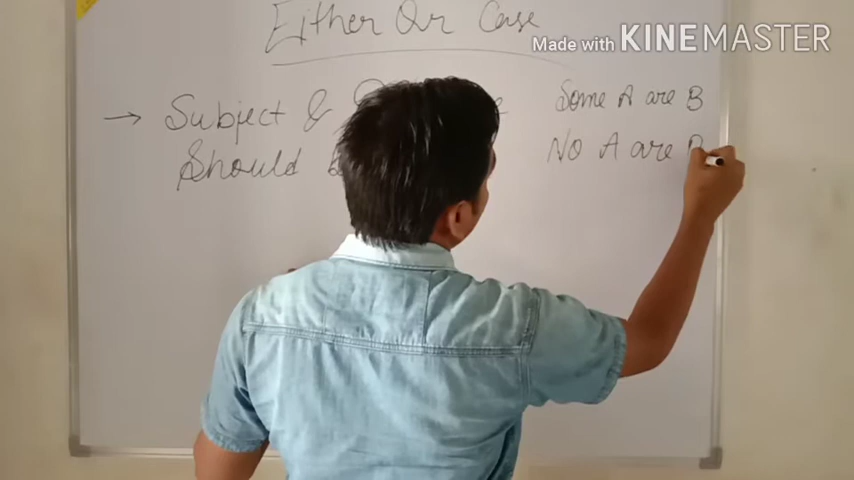 Either Or Case
Made with KINEMASTER
→ Subject & Some A are B
Should No A are B